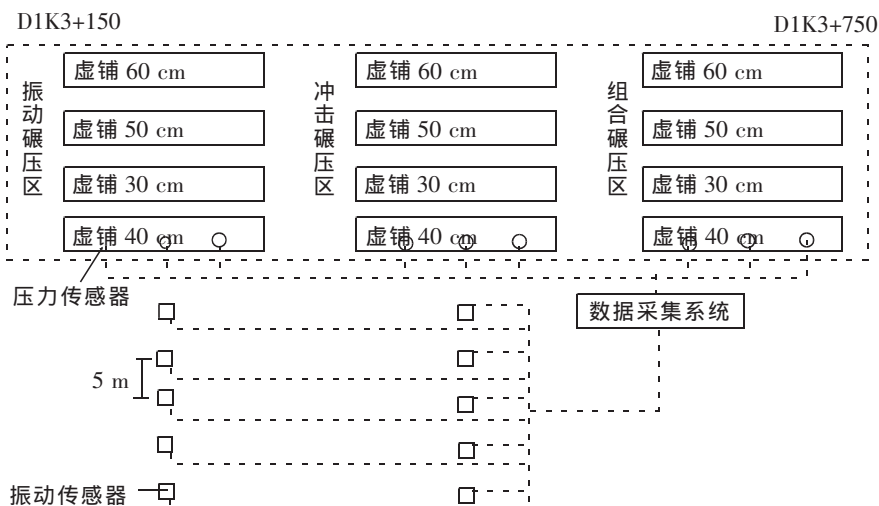 D1K3+150
D1K3+750
振动碾压区
虚铺 60 cm
虚铺 50 cm
虚铺 30 cm
虚铺 40 cm
冲击碾压区
虚铺 60 cm
虚铺 50 cm
虚铺 30 cm
虚铺 40 cm
组合碾压区
虚铺 60 cm
虚铺 50 cm
虚铺 30 cm
虚铺 40 cm
压力传感器
数据采集系统
5 m
振动传感器